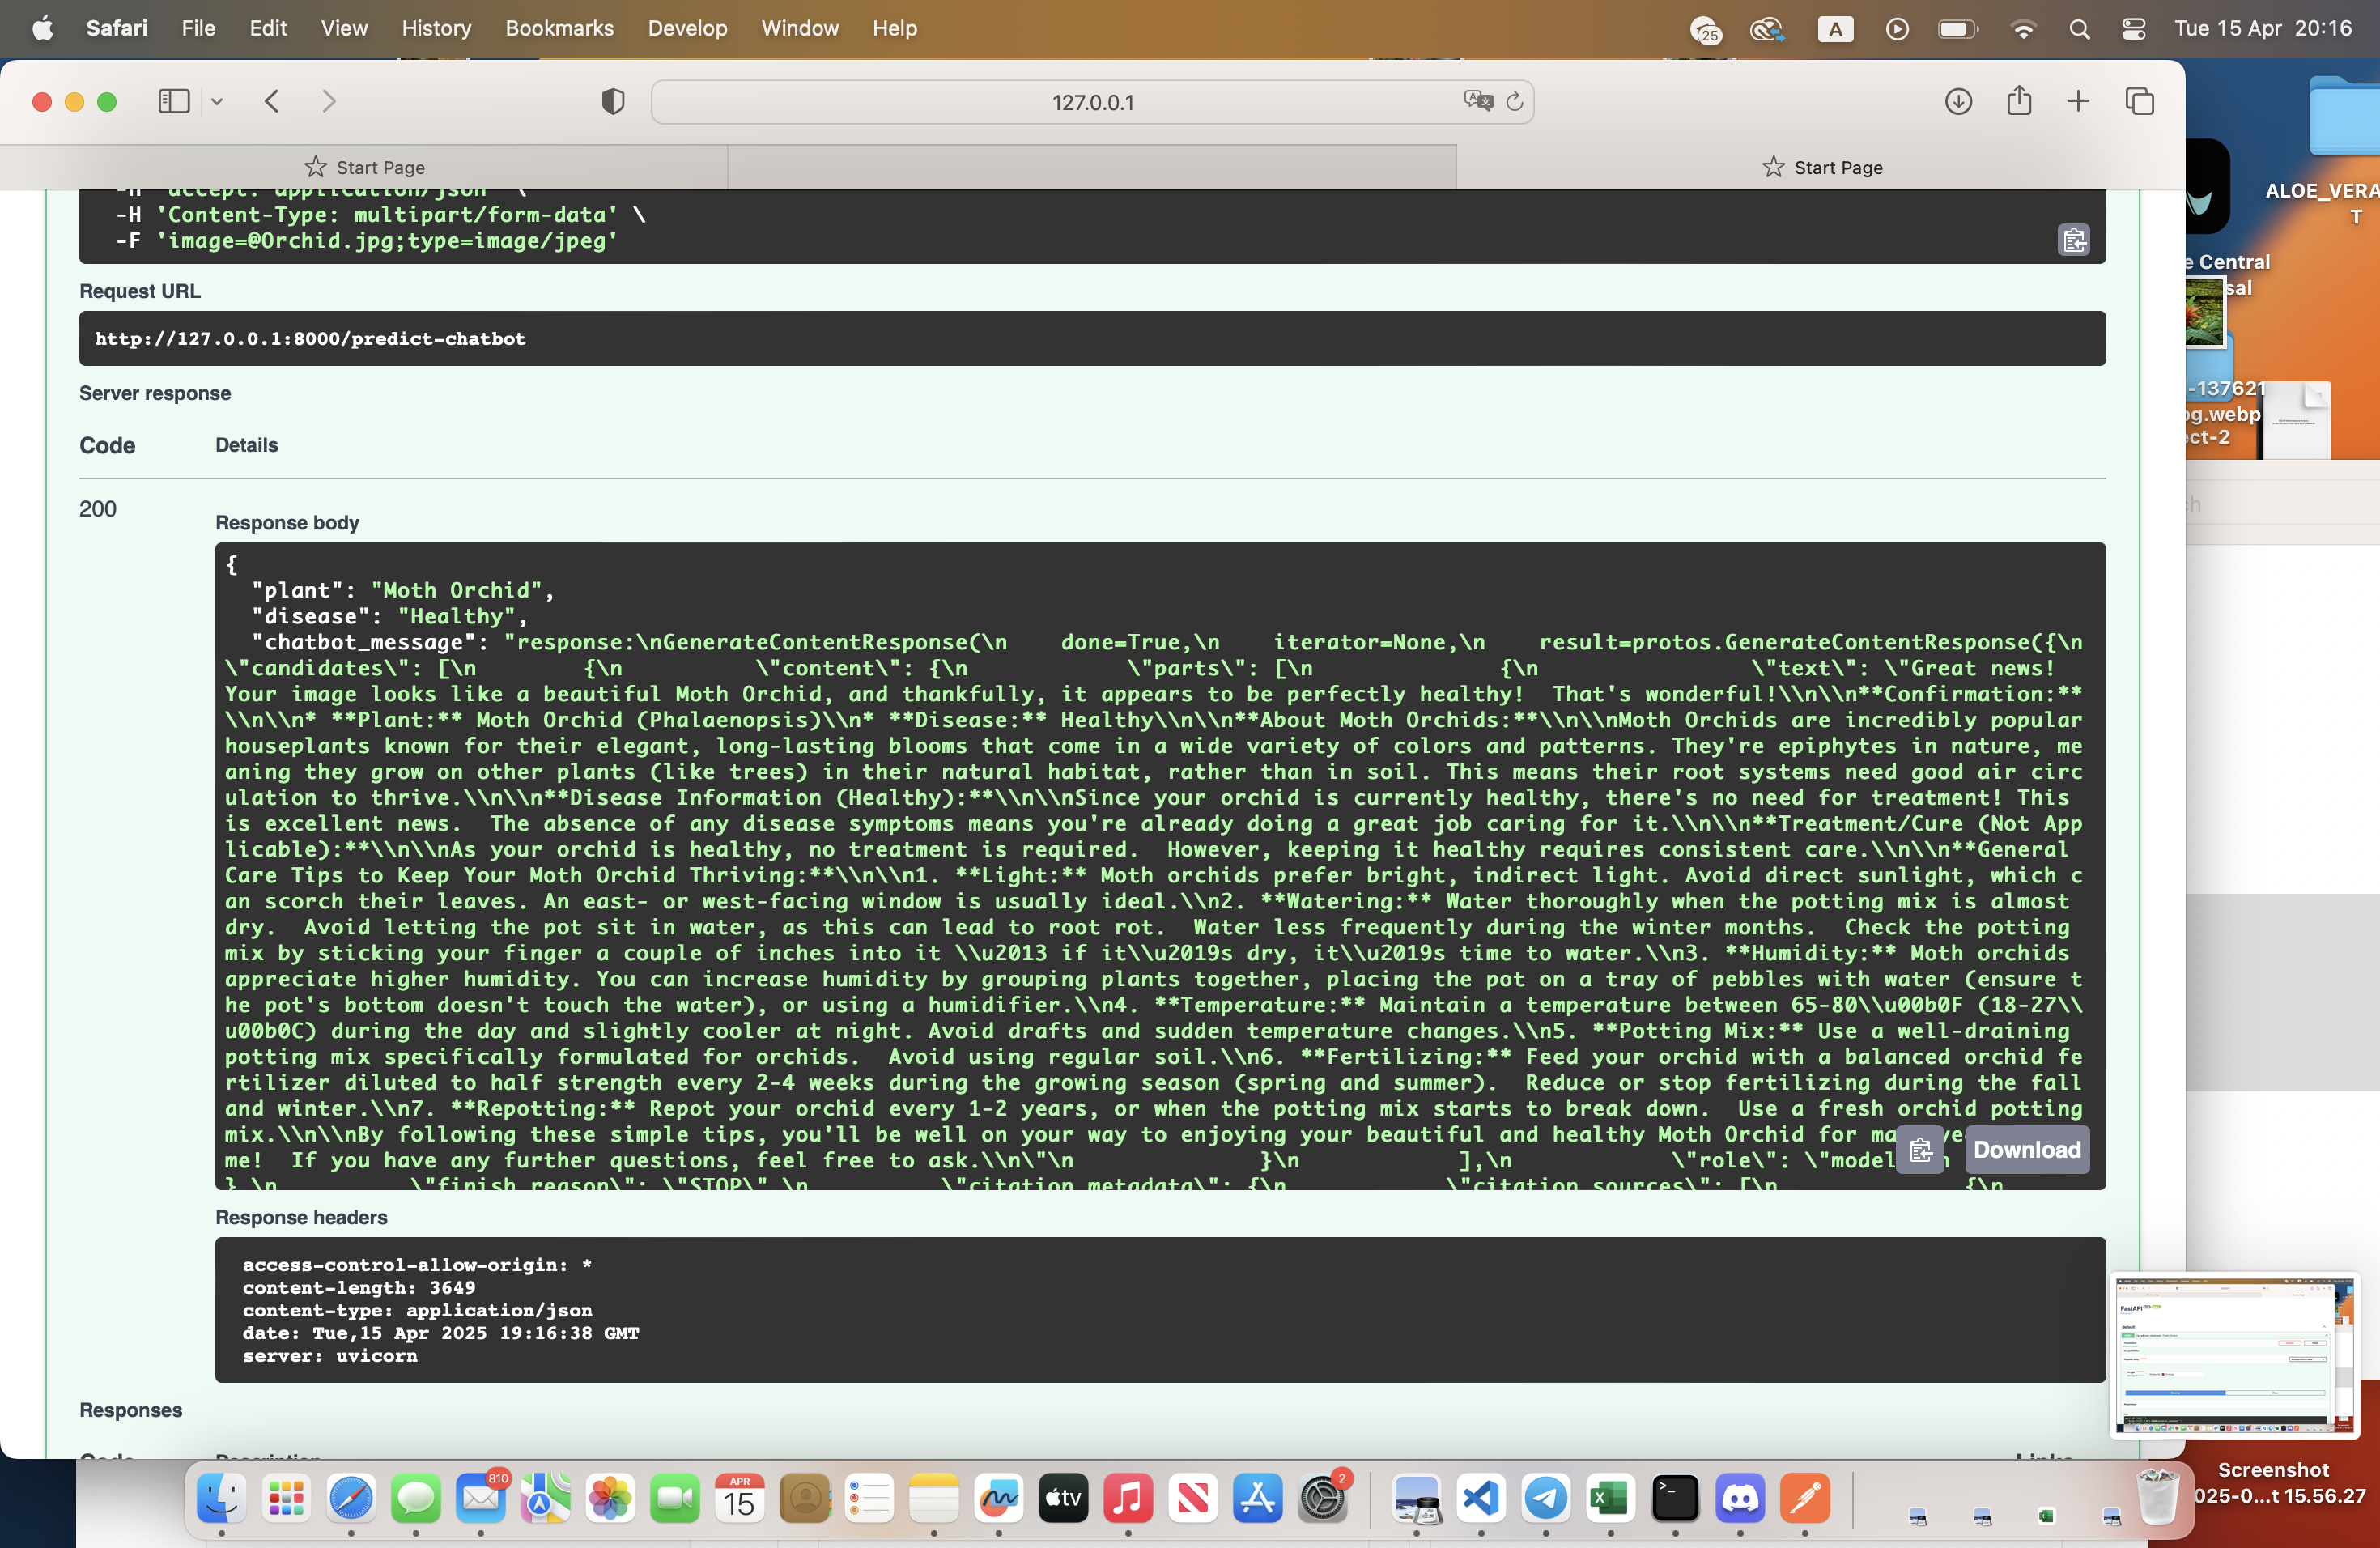 Safari File Edit View History Bookmarks Develop Window Help 25 A Tue 15 Apr 20:16
127.0.0.1
Start Page
Start Page
-H 'accept: application/json' \
-H 'Content-Type: multipart/form-data' \
-F 'image=@Orchid.jpg;type=image/jpeg'
Request URL
http://127.0.0.1:8000/predict-chatbot
Server response
Code Details
200
Response body
{
"plant": "Moth Orchid",
"disease": "Healthy",
"chatbot_message": "response:\nGenerateContentResponse(\n    done=True,\n    iterator=None,\n    result=protos.GenerateContentResponse({\n
\"candidates\": [\n        {\n          \"content\": {\n            \"parts\": [\n              {\n                \"text\": \"Great news!
Your image looks like a beautiful Moth Orchid, and thankfully, it appears to be perfectly healthy!  That's wonderful!\\n\\n**Confirmation:**
\\n\\n* **Plant:** Moth Orchid (Phalaenopsis)\\n* **Disease:** Healthy\\n\\n**About Moth Orchids:**\\n\\nMoth Orchids are incredibly popular
houseplants known for their elegant, long-lasting blooms that come in a wide variety of colors and patterns. They're epiphytes in nature, me
aning they grow on other plants (like trees) in their natural habitat, rather than in soil. This means their root systems need good air circ
ulation to thrive.\\n\\n**Disease Information (Healthy):**\\n\\nSince your orchid is currently healthy, there's no need for treatment! This
is excellent news.  The absence of any disease symptoms means you're already doing a great job caring for it.\\n\\n**Treatment/Cure (Not App
licable):**\\n\\nAs your orchid is healthy, no treatment is required.  However, keeping it healthy requires consistent care.\\n\\n**General
Care Tips to Keep Your Moth Orchid Thriving:**\\n\\n1. **Light:** Moth orchids prefer bright, indirect light. Avoid direct sunlight, which c
an scorch their leaves. An east- or west-facing window is usually ideal.\\n2. **Watering:** Water thoroughly when the potting mix is almost
dry.  Avoid letting the pot sit in water, as this can lead to root rot.  Water less frequently during the winter months.  Check the potting
mix by sticking your finger a couple of inches into it \\u2013 if it\\u2019s dry, it\\u2019s time to water.\\n3. **Humidity:** Moth orchids
appreciate higher humidity. You can increase humidity by grouping plants together, placing the pot on a tray of pebbles with water (ensure t
he pot's bottom doesn't touch the water), or using a humidifier.\\n4. **Temperature:** Maintain a temperature between 65-80\\u00b0F (18-27\\
u00b0C) during the day and slightly cooler at night. Avoid drafts and sudden temperature changes.\\n5. **Potting Mix:** Use a well-draining
potting mix specifically formulated for orchids.  Avoid using regular soil.\\n6. **Fertilizing:** Feed your orchid with a balanced orchid fe
rtilizer diluted to half strength every 2-4 weeks during the growing season (spring and summer).  Reduce or stop fertilizing during the fall
and winter.\\n7. **Repotting:** Repot your orchid every 1-2 years, or when the potting mix starts to break down.  Use a fresh orchid potting
mix.\\n\\nBy following these simple tips, you'll be well on your way to enjoying your beautiful and healthy Moth Orchid for ma
me!  If you have any further questions, feel free to ask.\\n\"\n              }\n            ],\n            \"role\": \"model
},\n          \"finish_reason\": \"STOP\",\n          \"citation_metadata\": {\n            \"citation_sources\": [\n              {\n
Download
Response headers
access-control-allow-origin: *
content-length: 3649
content-type: application/json
date: Tue,15 Apr 2025 19:16:38 GMT
server: uvicorn
Responses
Code Description Links
ALOE_VERA
T
e Central
sal
-137621
og.webp
ect-2
ch
FastAPI
default
Screenshot
025-0...t 15.56.27
810
APR
15
tv
2